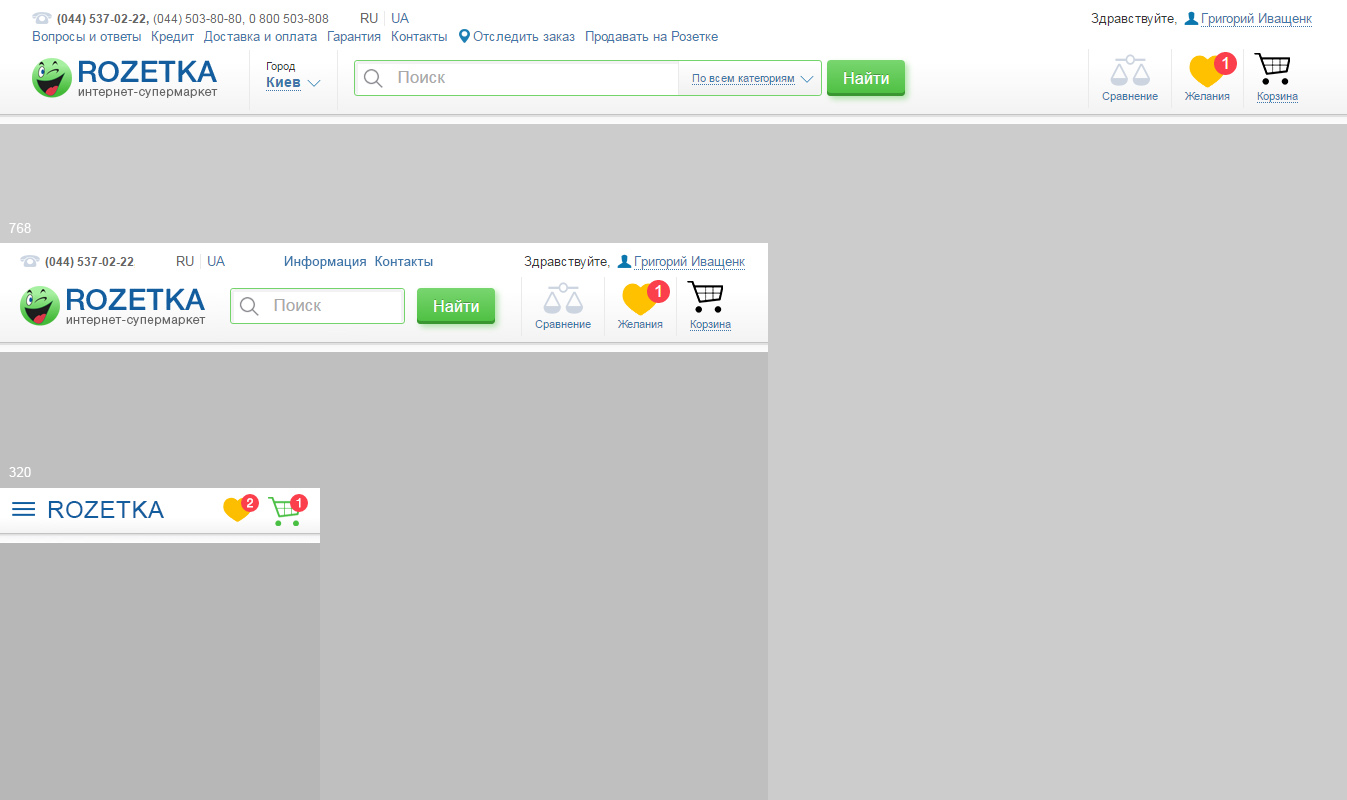 (044) 537-02-22, (044) 503-80-80, 0 800 503-808 RU UA Здравствуйте, Григорий Иващенк
Вопросы и ответы Кредит Доставка и оплата Гарантия Контакты Отследить заказ Продавать на Розетке
ROZETKA
интернет-супермаркет
Город
Киев
Поиск По всем категориям Найти
Сравнение
1
Желания
Корзина
768
(044) 537-02-22 RU UA Информация Контакты Здравствуйте, Григорий Иващенк
ROZETKA
интернет-супермаркет
Поиск Найти
Сравнение
1
Желания
Корзина
320
ROZETKA 2 1